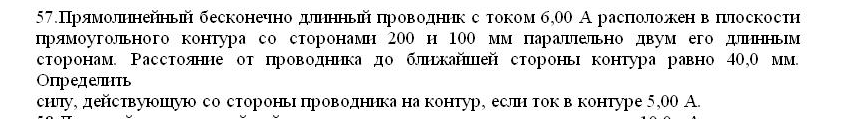 57.Прямолинейный бесконечно длинный проводник с током 6,00 А расположен в плоскости
прямоугольного контура со сторонами 200 и 100 мм параллельно двум его длинным
сторонам. Расстояние от проводника до ближайшей стороны контура равно 40,0 мм.
Определить
силу, действующую со стороны проводника на контур, если ток в контуре 5,00 А.